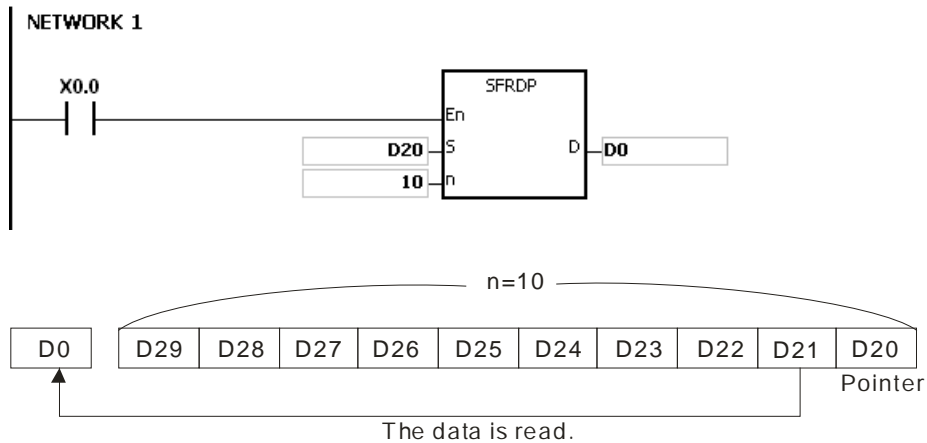 NETWORK 1
X0.0
SFRDP
En
D20 S D D0
10 n
n=10
D0 D29 D28 D27 D26 D25 D24 D23 D22 D21 D20
Pointer
The data is read.